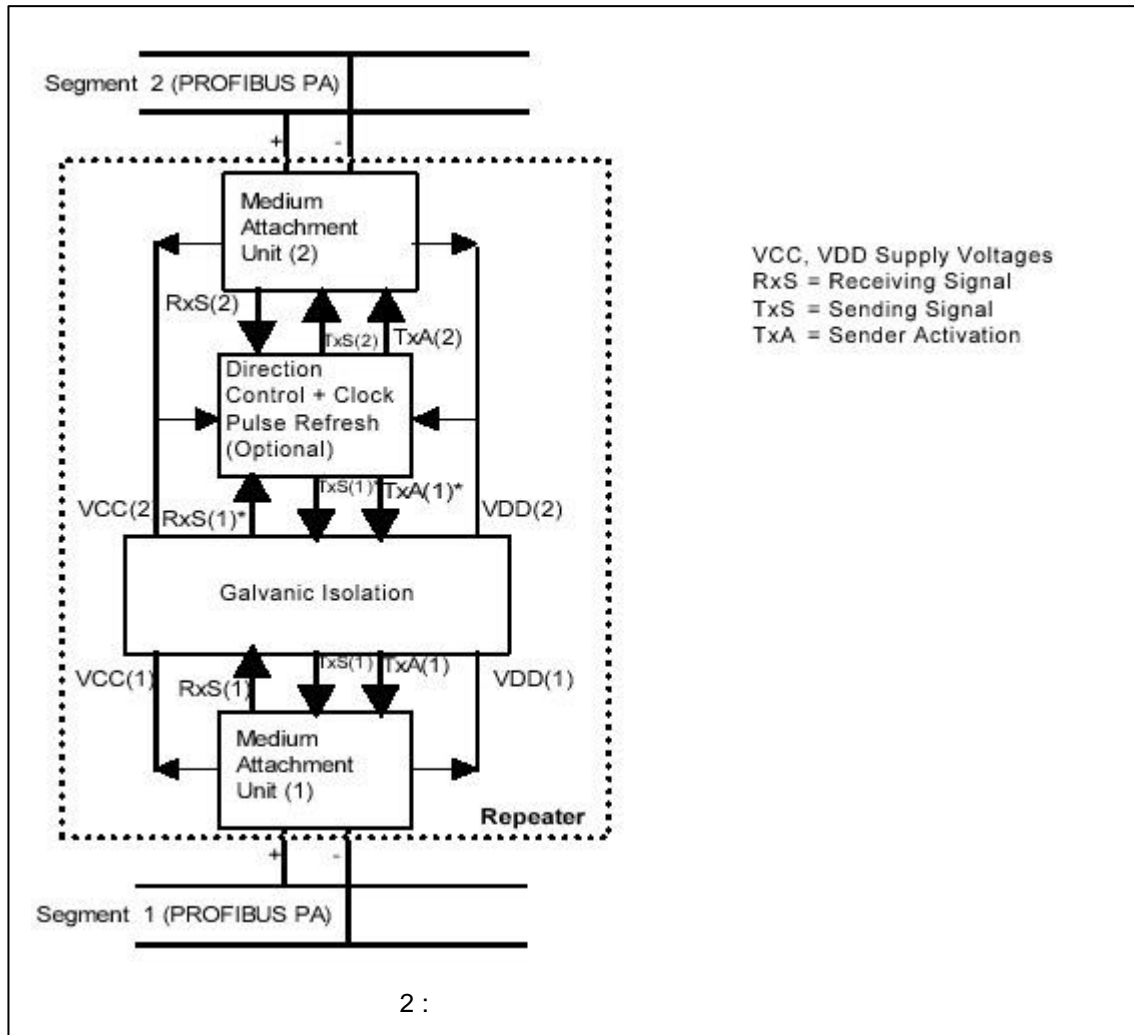 Segment 2 (PROFIBUS PA)
+ -
Medium
Attachment
Unit (2)
VCC, VDD Supply Voltages
RxS = Receiving Signal
TxS = Sending Signal
TxA = Sender Activation
RxS(2)
TxS(2)
TxA(2)
Direction
Control + Clock
Pulse Refresh
(Optional)
VCC(2)
RxS(1)*
TxS(1)*
TxA(1)*
VDD(2)
Galvanic Isolation
VCC(1)
RxS(1)
TxS(1)
TxA(1)
VDD(1)
Medium
Attachment
Unit (1)
Repeater
+ -
Segment 1 (PROFIBUS PA)
2 :